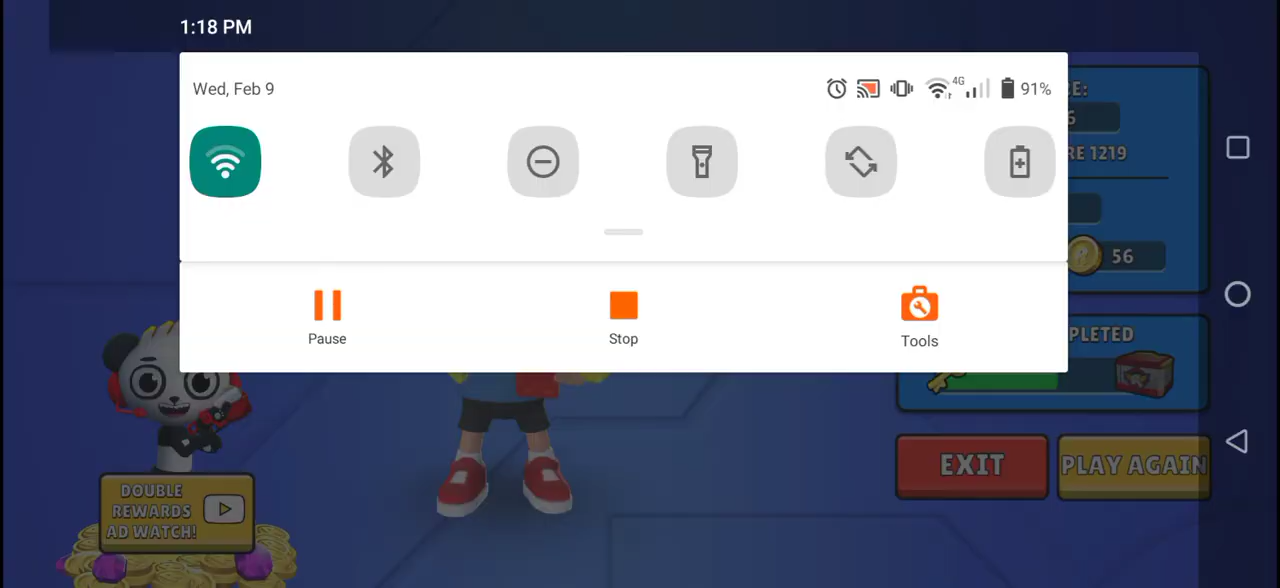 1:18 PM
Wed, Feb 9
4G
91%
E:
6
RE 1219
56
Pause
Stop
Tools
PLETED
EXIT
PLAY AGAIN
DOUBLE
REWARDS
AD WATCH!